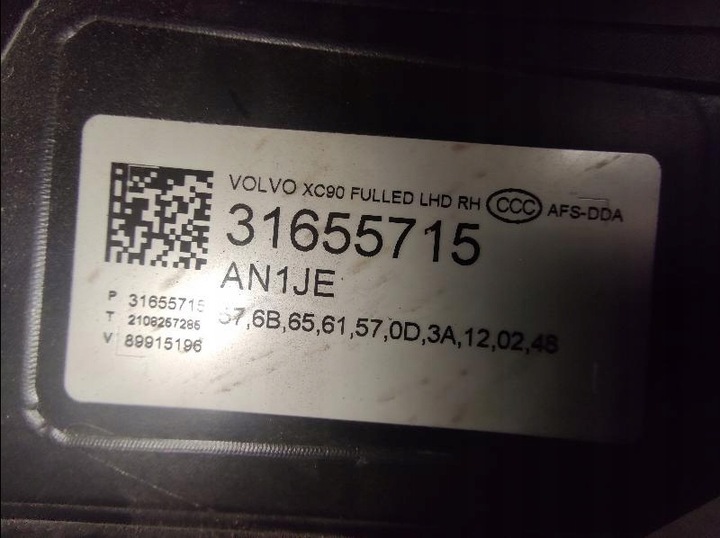 VOLVO XC90 FULLED LHD RH CCC AFS-DDA
31655715
AN1JE
P 31655715
T 2108257285
V 89915196
57,6B,65,61,57,0D,3A,12,02,48